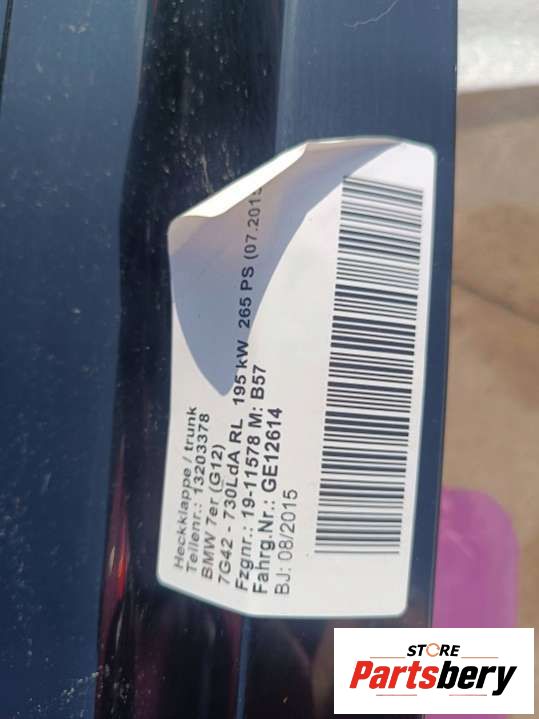 Heckklappe / trunk
Teilenr.: 13203378
BMW 7er (G12)
7G42 - 730LdA RL 195 kW 265 PS (07.2015
Fzgnr.: 19-11578 M: B57
Fahrg.Nr.: GE12614
BJ: 08/2015
STORE
Partsbery